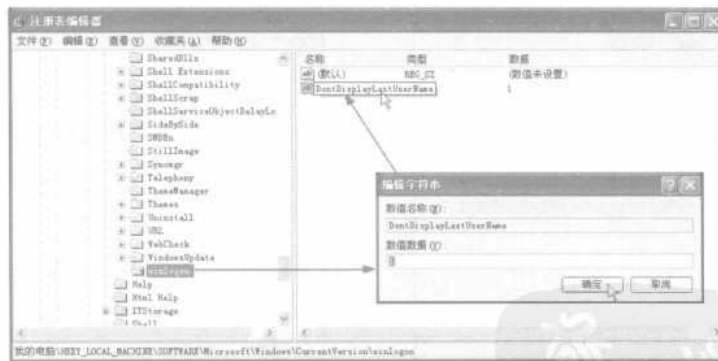 注册表编辑器
文件(F) 编辑(E) 查看(V) 收藏夹(A) 帮助(H)
名称 类型 数据
(默认) REG_SZ (数值未设置)
DontDisplayLastUserName 1
SharedDlls
Shell Extensions
ShellCompatibility
ShellScrap
ShellServiceObjectDelayLo
SideBySide
SMDEn
StillImage
Syncmgr
Telephony
ThemeManager
Themes
Uninstall
URL
WebCheck
WindowsUpdate
winlogon
Help
Html Help
ITStorage
Shell
编辑字符串
数值名称(N):
DontDisplayLastUserName
数值数据(V):
确定 取消
我的电脑\HKEY_LOCAL_MACHINE\SOFTWARE\Microsoft\Windows\CurrentVersion\winlogon